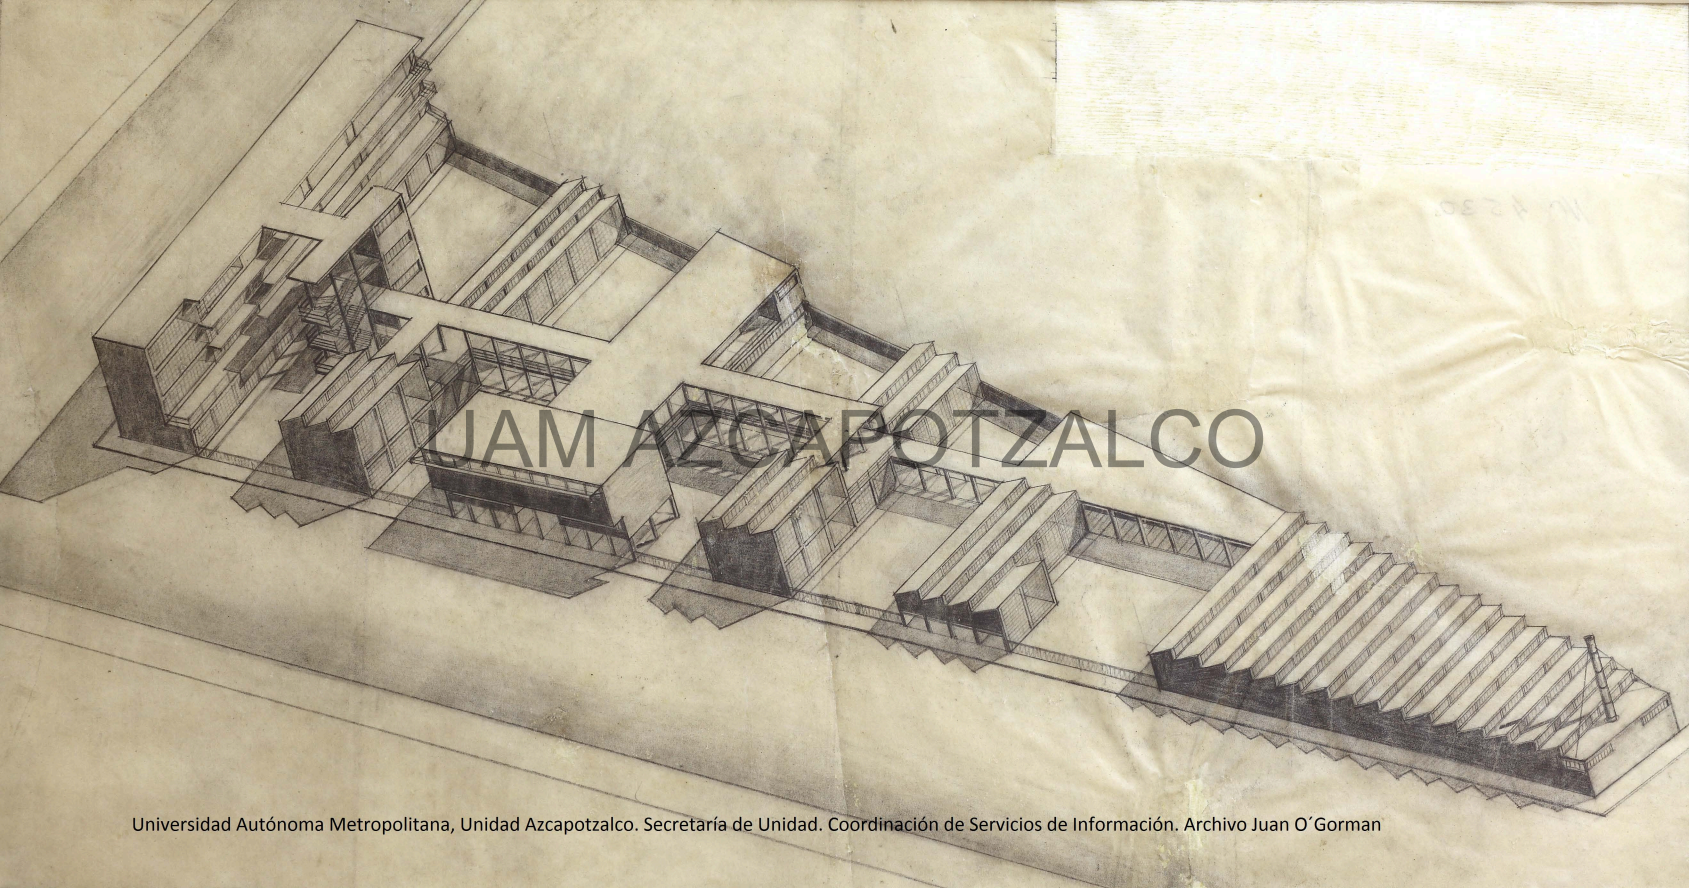 UAM AZCAPOTZALCO
Universidad Autónoma Metropolitana, Unidad Azcapotzalco. Secretaría de Unidad. Coordinación de Servicios de Información. Archivo Juan O´Gorman